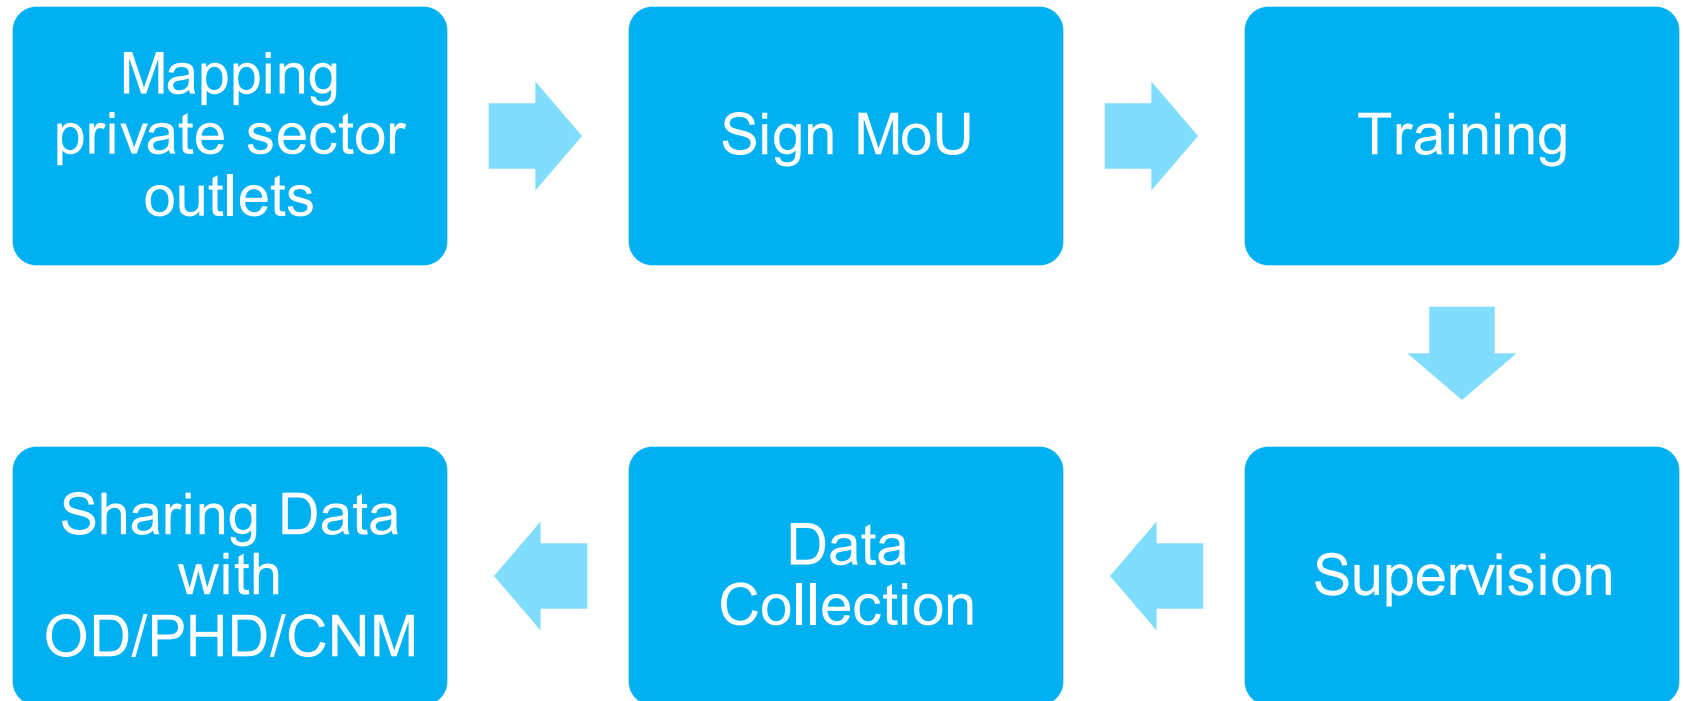 Mapping
private sector
outlets
Sign MoU
Training
Supervision
Data
Collection
Sharing Data
with
OD/PHD/CNM